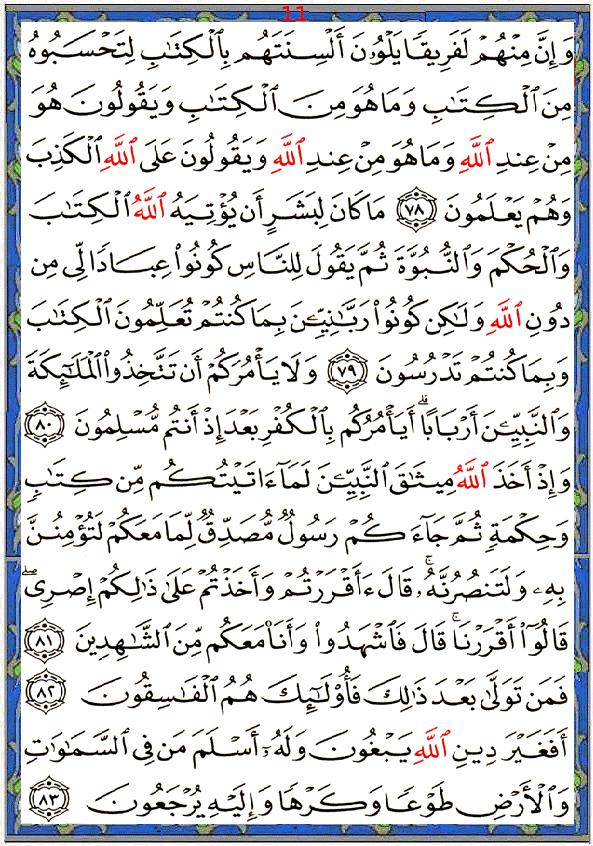 11
وَإِنَّ مِنْهُمْ لَفَرِيقًا يَلْوُۥنَ أَلْسِنَتَهُم بِٱلْكِتَٰبِ لِتَحْسَبُوهُ
مِنَ ٱلْكِتَٰبِ وَمَا هُوَ مِنَ ٱلْكِتَٰبِ وَيَقُولُونَ هُوَ
مِنْ عِندِ ٱللَّهِ وَمَا هُوَ مِنْ عِندِ ٱللَّهِ وَيَقُولُونَ عَلَى ٱللَّهِ ٱلْكَذِبَ
وَهُمْ يَعْلَمُونَ ٧٨ مَا كَانَ لِبَشَرٍ أَن يُؤْتِيَهُ ٱللَّهُ ٱلْكِتَٰبَ
وَٱلْحُكْمَ وَٱلنُّبُوَّةَ ثُمَّ يَقُولَ لِلنَّاسِ كُونُوا۟ عِبَادًا لِّى مِن
دُونِ ٱللَّهِ وَلَٰكِن كُونُوا۟ رَبَّٰنِيِّۦنَ بِمَا كُنتُمْ تُعَلِّمُونَ ٱلْكِتَٰبَ
وَبِمَا كُنتُمْ تَدْرُسُونَ ٧٩ وَلَا يَأْمُرَكُمْ أَن تَتَّخِذُوا۟ ٱلْمَلَٰٓئِكَةَ
وَٱلنَّبِيِّۦنَ أَرْبَابًا ۗ أَيَأْمُرُكُم بِٱلْكُفْرِ بَعْدَ إِذْ أَنتُم مُّسْلِمُونَ ٨٠
وَإِذْ أَخَذَ ٱللَّهُ مِيثَٰقَ ٱلنَّبِيِّۦنَ لَمَآ ءَاتَيْتُكُم مِّن كِتَٰبٍ
وَحِكْمَةٍ ثُمَّ جَآءَكُمْ رَسُولٌ مُّصَدِّقٌ لِّمَا مَعَكُمْ لَتُؤْمِنُنَّ
بِهِۦ وَلَتَنصُرُنَّهُۥ ۚ قَالَ ءَأَقْرَرْتُمْ وَأَخَذْتُمْ عَلَىٰ ذَٰلِكُمْ إِصْرِى ۖ
قَالُوٓا۟ أَقْرَرْنَا ۚ قَالَ فَٱشْهَدُوا۟ وَأَنَا۠ مَعَكُم مِّنَ ٱلشَّٰهِدِينَ ٨١
فَمَن تَوَلَّىٰ بَعْدَ ذَٰلِكَ فَأُو۟لَٰٓئِكَ هُمُ ٱلْفَٰسِقُونَ ٨٢
أَفَغَيْرَ دِينِ ٱللَّهِ يَبْغُونَ وَلَهُۥٓ أَسْلَمَ مَن فِى ٱلسَّمَٰوَٰتِ
وَٱلْأَرْضِ طَوْعًا وَكَرْهًا وَإِلَيْهِ يُرْجَعُونَ ٨٣